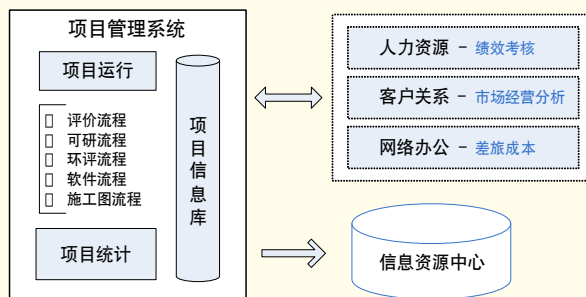 项目管理系统
项目运行
评价流程
可研流程
环评流程
软件流程
施工图流程
项目统计
项目信息库
人力资源 – 绩效考核
客户关系 – 市场经营分析
网络办公 – 差旅成本
信息资源中心